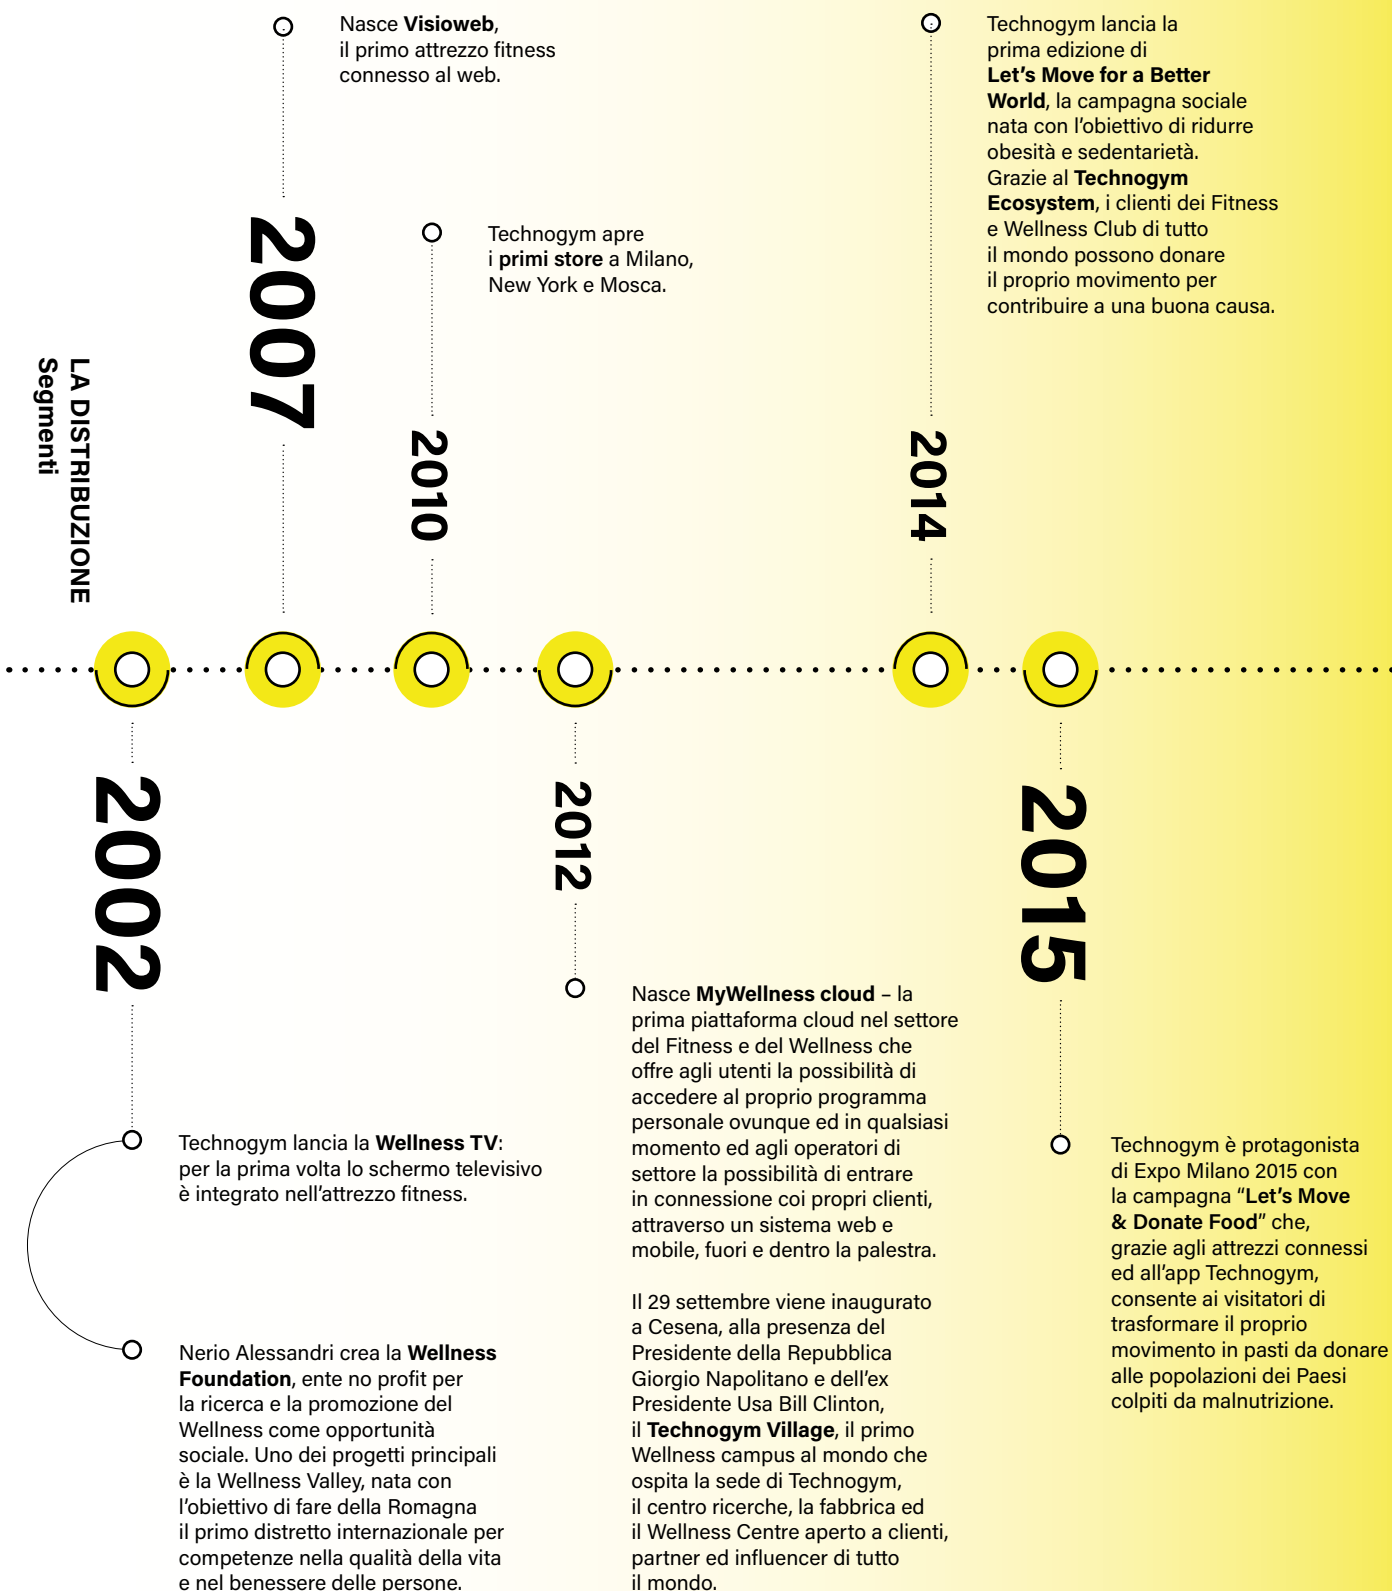 LA DISTRIBUZIONE
Segmenti
2007
Nasce Visioweb,
il primo attrezzo fitness
connesso al web.
2010
Technogym apre
i primi store a Milano,
New York e Mosca.
2014
Technogym lancia la
prima edizione di
Let's Move for a Better
World, la campagna sociale
nata con l'obiettivo di ridurre
obesità e sedentarietà.
Grazie al Technogym
Ecosystem, i clienti dei Fitness
e Wellness Club di tutto
il mondo possono donare
il proprio movimento per
contribuire a una buona causa.
2002
Technogym lancia la Wellness TV:
per la prima volta lo schermo televisivo
è integrato nell'attrezzo fitness.
Nerio Alessandri crea la Wellness
Foundation, ente no profit per
la ricerca e la promozione del
Wellness come opportunità
sociale. Uno dei progetti principali
è la Wellness Valley, nata con
l'obiettivo di fare della Romagna
il primo distretto internazionale per
competenze nella qualità della vita
e nel benessere delle persone.
2012
Nasce MyWellness cloud – la
prima piattaforma cloud nel settore
del Fitness e del Wellness che
offre agli utenti la possibilità di
accedere al proprio programma
personale ovunque ed in qualsiasi
momento ed agli operatori di
settore la possibilità di entrare
in connessione coi propri clienti,
attraverso un sistema web e
mobile, fuori e dentro la palestra.
Il 29 settembre viene inaugurato
a Cesena, alla presenza del
Presidente della Repubblica
Giorgio Napolitano e dell'ex
Presidente Usa Bill Clinton,
il Technogym Village, il primo
Wellness campus al mondo che
ospita la sede di Technogym,
il centro ricerche, la fabbrica ed
il Wellness Centre aperto a clienti,
partner ed influencer di tutto
il mondo.
2015
Technogym è protagonista
di Expo Milano 2015 con
la campagna “Let's Move
& Donate Food” che,
grazie agli attrezzi connessi
ed all'app Technogym,
consente ai visitatori di
trasformare il proprio
movimento in pasti da donare
alle popolazioni dei Paesi
colpiti da malnutrizione.